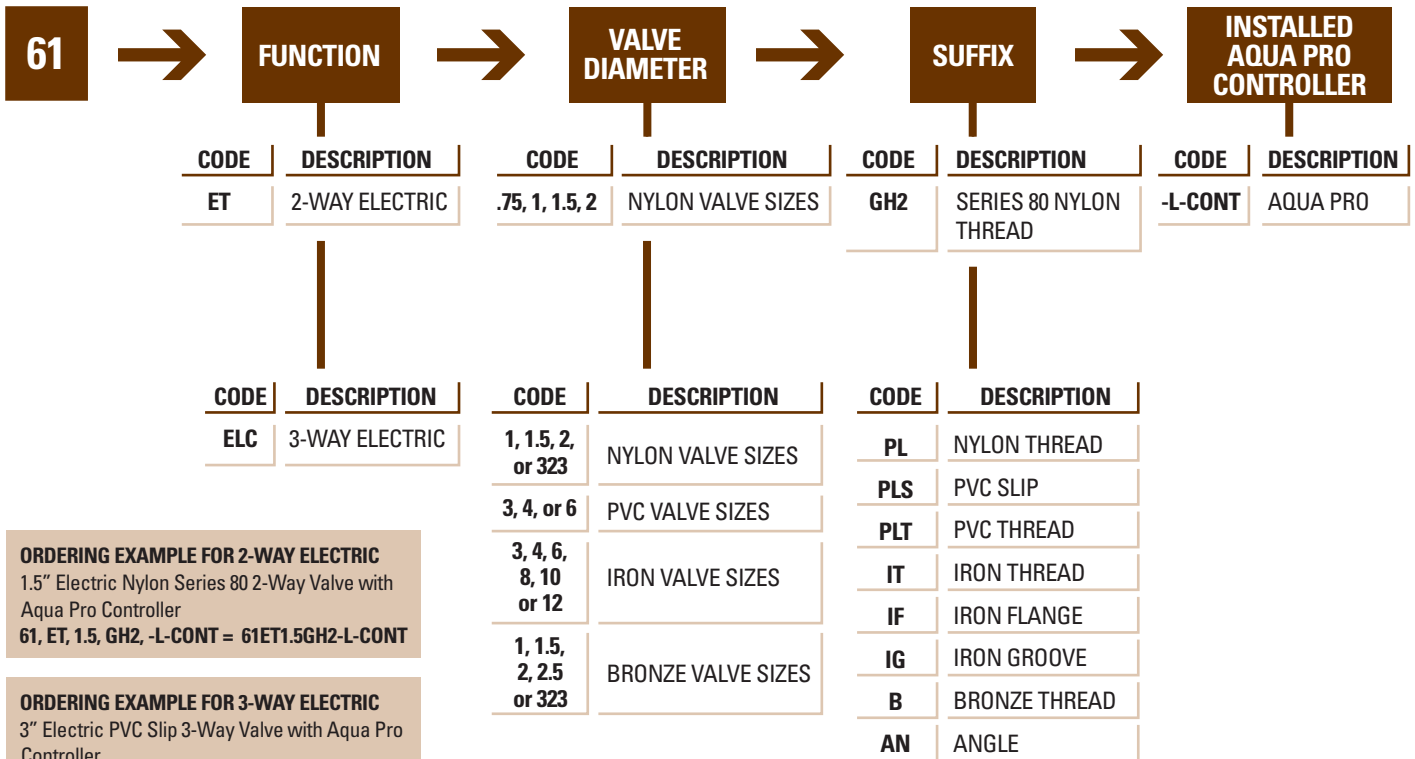 61
FUNCTION
VALVE
DIAMETER
SUFFIX
INSTALLED
AQUA PRO
CONTROLLER
CODE DESCRIPTION
ET 2-WAY ELECTRIC
CODE DESCRIPTION
.75, 1, 1.5, 2 NYLON VALVE SIZES
CODE DESCRIPTION
GH2 SERIES 80 NYLON
THREAD
CODE DESCRIPTION
-L-CONT AQUA PRO
CODE DESCRIPTION
ELC 3-WAY ELECTRIC
CODE DESCRIPTION
1, 1.5, 2,
or 323
NYLON VALVE SIZES
3, 4, or 6 PVC VALVE SIZES
3, 4, 6,
8, 10
or 12
IRON VALVE SIZES
1, 1.5,
2, 2.5
or 323
BRONZE VALVE SIZES
CODE DESCRIPTION
PL NYLON THREAD
PLS PVC SLIP
PLT PVC THREAD
IT IRON THREAD
IF IRON FLANGE
IG IRON GROOVE
B BRONZE THREAD
AN ANGLE
ORDERING EXAMPLE FOR 2-WAY ELECTRIC
1.5" Electric Nylon Series 80 2-Way Valve with
Aqua Pro Controller
61, ET, 1.5, GH2, -L-CONT = 61ET1.5GH2-L-CONT
ORDERING EXAMPLE FOR 3-WAY ELECTRIC
3" Electric PVC Slip 3-Way Valve with Aqua Pro
Controller